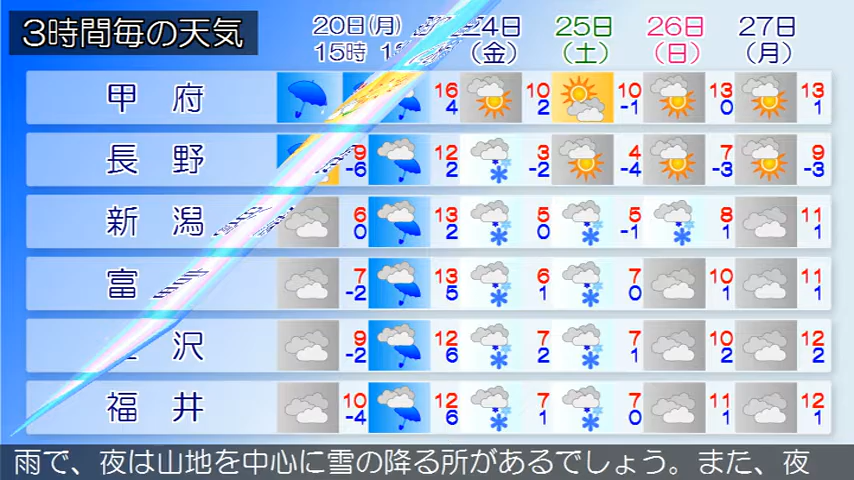 3時間毎の天気
20日(月) 24日 25日 26日 27日
15時 (金) (土) (日) (月)
甲府 16 4 10 2 10 -1 13 0 13 1
長野 9 -6 12 2 3 -2 4 -4 7 -3 9 -3
新潟 6 0 13 2 5 0 5 -1 8 1 11 1
富 7 -2 13 5 6 1 7 0 10 1 11 1
沢 9 -2 12 6 7 2 7 1 10 2 12 2
福井 10 -4 12 6 7 1 7 0 11 1 12 1
雨で、夜は山地を中心に雪の降る所があるでしょう。また、夜